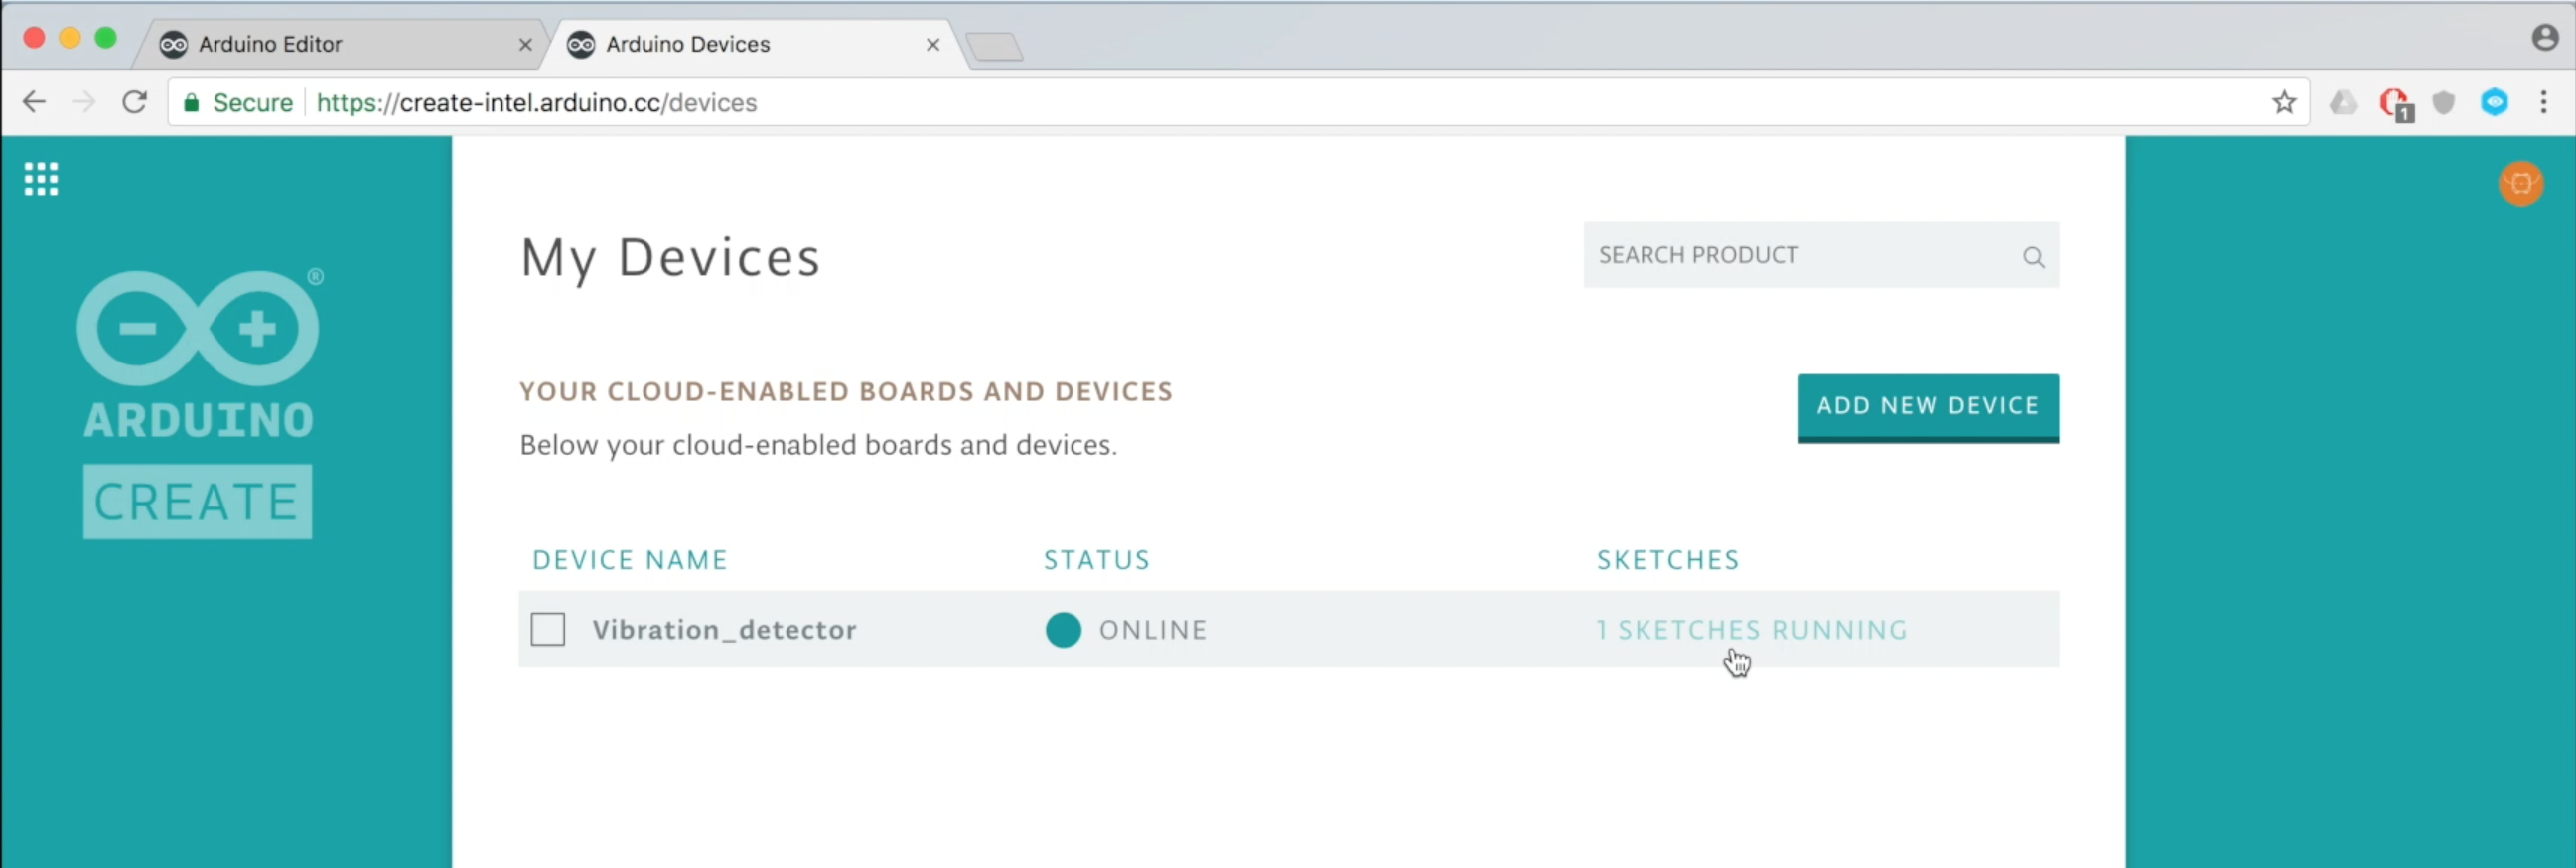 Arduino Editor
Arduino Devices
Secure https://create-intel.arduino.cc/devices
1
My Devices
SEARCH PRODUCT
®
ARDUINO
CREATE
YOUR CLOUD-ENABLED BOARDS AND DEVICES
ADD NEW DEVICE
Below your cloud-enabled boards and devices.
DEVICE NAME STATUS SKETCHES
Vibration_detector ONLINE 1 SKETCHES RUNNING